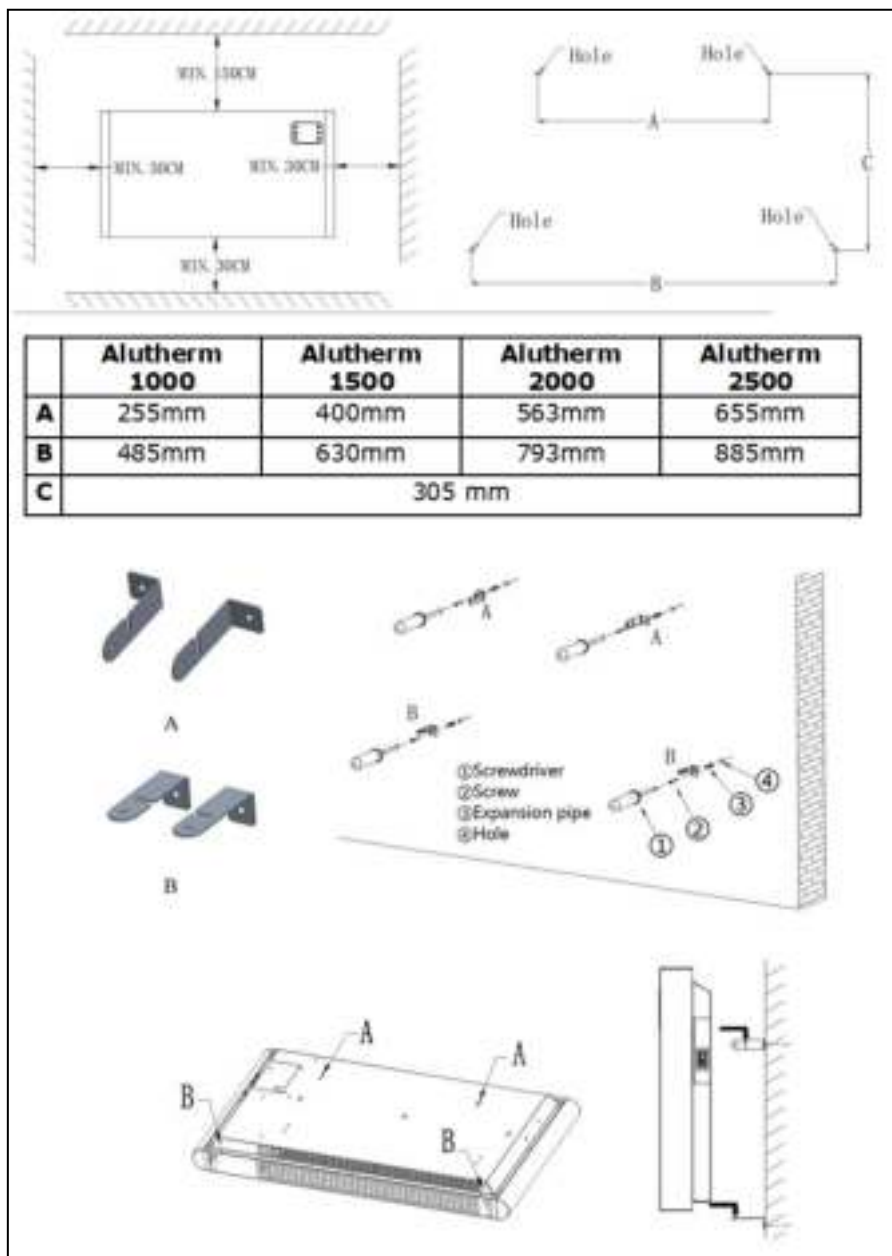 MIN.
MIN. 30CM
MIN. 30CM
MIN. 30CM
Hole
Hole
A
C
Hole
Hole
B
Alutherm 1000
Alutherm 1500
Alutherm 2000
Alutherm 2500
A 255mm 400mm 563mm 655mm
B 485mm 630mm 793mm 885mm
C 305 mm
A
B
A
A
B
B
①Screwdriver
②Screw
③Expansion pipe
④Hole
①
②
③
④
A
A
B
B